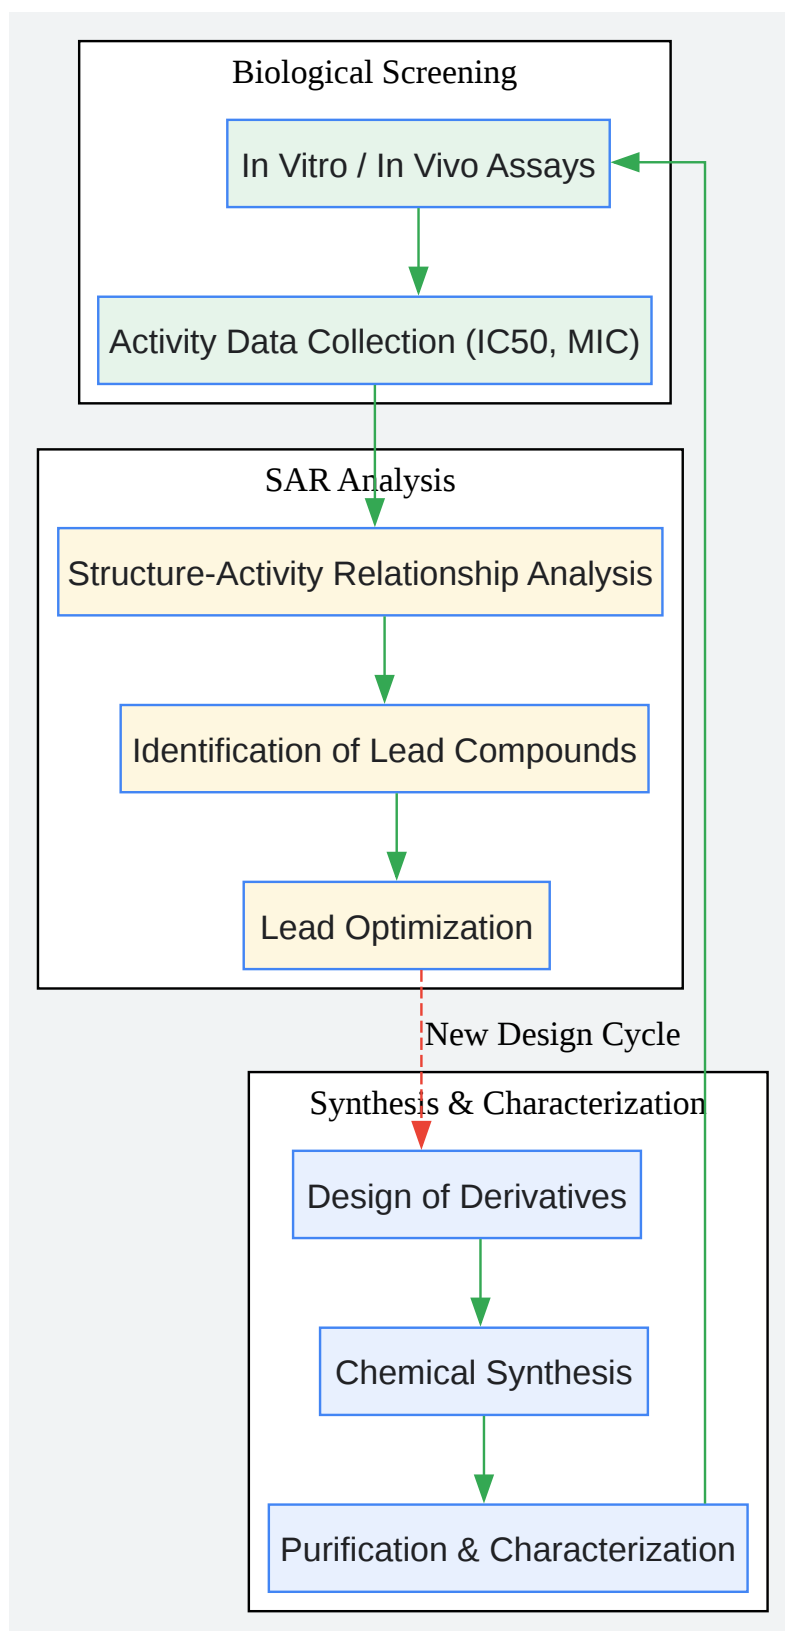 Biological Screening
In Vitro / In Vivo Assays
Activity Data Collection (IC50, MIC)
SAR Analysis
Structure-Activity Relationship Analysis
Identification of Lead Compounds
Lead Optimization
New Design Cycle
Synthesis & Characterization
Design of Derivatives
Chemical Synthesis
Purification & Characterization